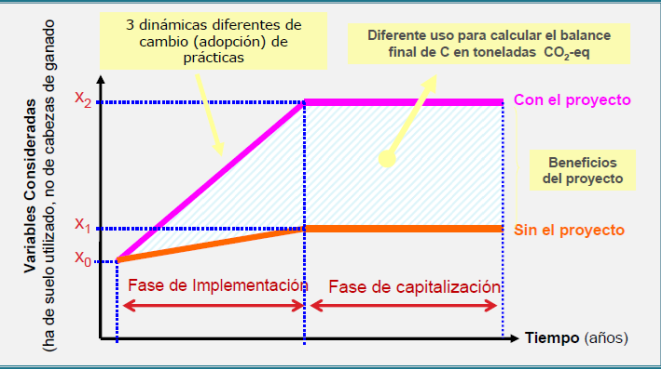 3 dinámicas diferentes de
cambio (adopción) de
prácticas
Diferente uso para calcular el balance
final de C en toneladas CO₂-eq
Variables Consideradas
(ha de suelo utilizado, no de cabezas de ganado
X₂
X₁
X₀
Con el proyecto
Beneficios
del proyecto
Sin el proyecto
Fase de Implementación
Fase de capitalización
Tiempo (años)